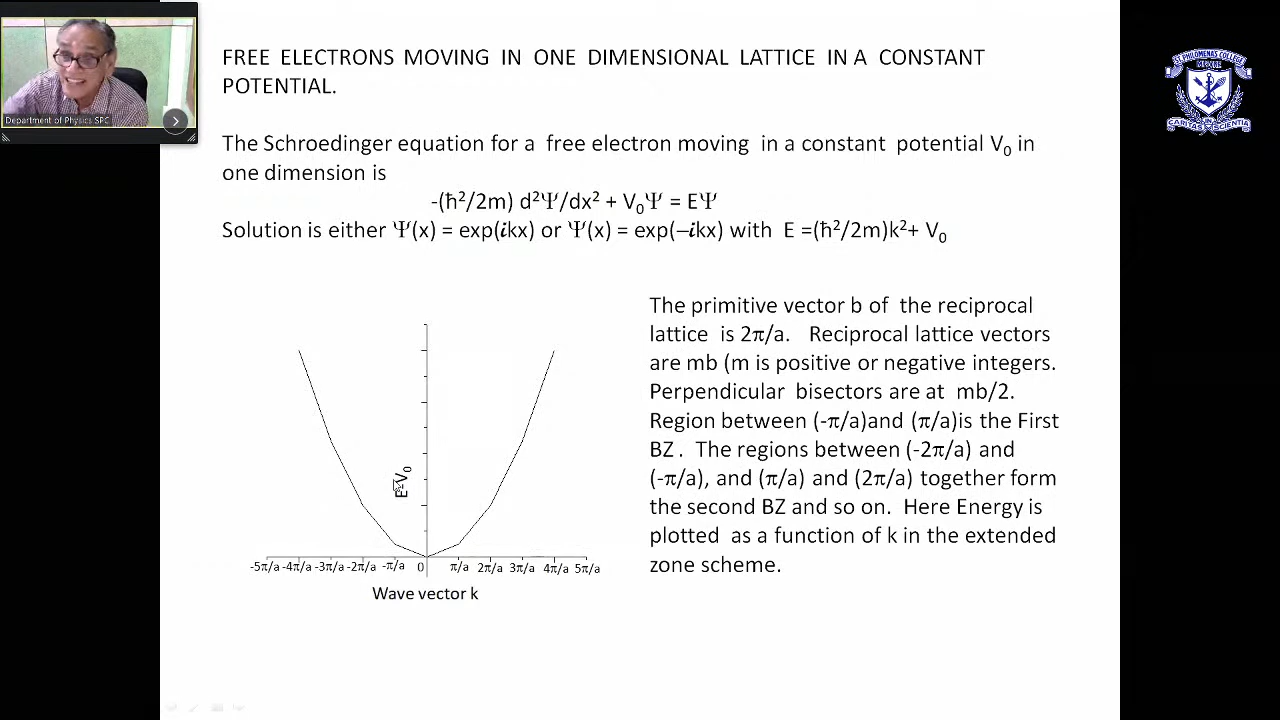 FREE ELECTRONS MOVING IN ONE DIMENSIONAL LATTICE IN A CONSTANT
POTENTIAL.
The Schroedinger equation for a free electron moving in a constant potential V₀ in
one dimension is
-(ħ²/2m) d²Ψ/dx² + V₀Ψ = EΨ
Solution is either Ψ(x) = exp(ikx) or Ψ(x) = exp(−ikx) with E =(ħ²/2m)k²+ V₀
The primitive vector b of the reciprocal
lattice is 2π/a. Reciprocal lattice vectors
are mb (m is positive or negative integers.
Perpendicular bisectors are at mb/2.
Region between (-π/a)and (π/a)is the First
BZ . The regions between (-2π/a) and
(-π/a), and (π/a) and (2π/a) together form
the second BZ and so on. Here Energy is
plotted as a function of k in the extended
zone scheme.
E-V₀
-5π/a -4π/a -3π/a -2π/a -π/a 0 π/a 2π/a 3π/a 4π/a 5π/a
Wave vector k
Department of Physics SPC
ST. PHILOMENA'S COLLEGE
CARITAS SCIENTIA